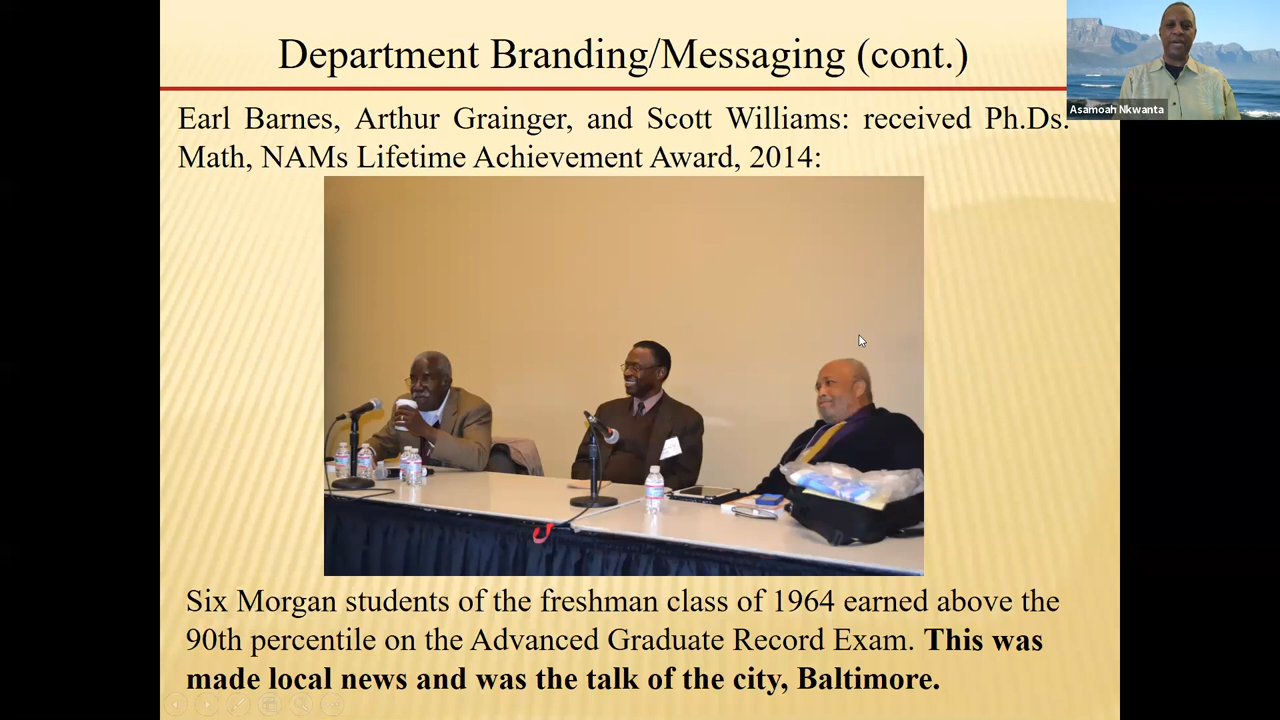 Department Branding/Messaging (cont.)
Asamoah Nkwanta
Earl Barnes, Arthur Grainger, and Scott Williams: received Ph.Ds.
Math, NAMs Lifetime Achievement Award, 2014:
Six Morgan students of the freshman class of 1964 earned above the
90th percentile on the Advanced Graduate Record Exam. This was
made local news and was the talk of the city, Baltimore.